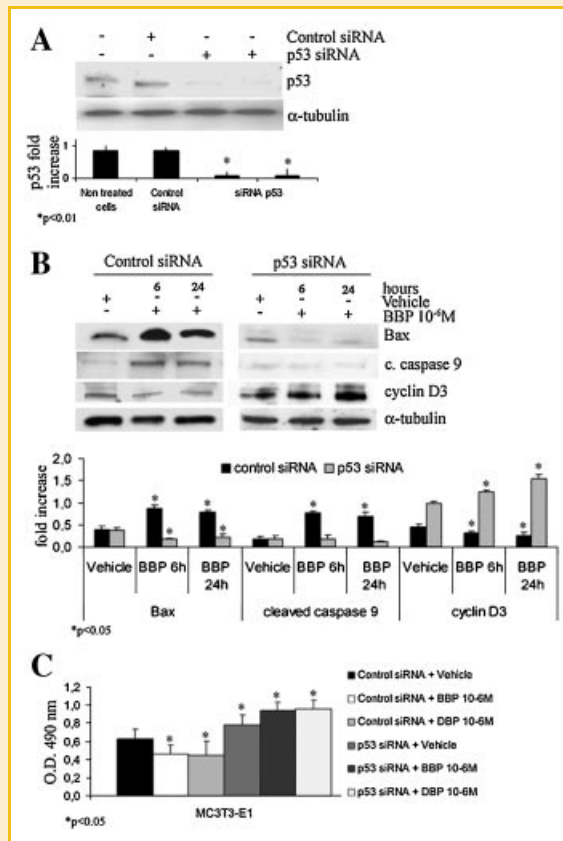 A
- + - - Control siRNA
- - + + p53 siRNA
p53
α-tubulin
p53 fold increase
1
0
Non treated cells
Control siRNA
siRNA p53
* *
*p<0.01
B
Control siRNA p53 siRNA
6 24 6 24 hours
+ - - + - - Vehicle
+ + + + BBP 10-6M
Bax
c. caspase 9
cyclin D3
α-tubulin
fold increase
2,0
1,5
1,0
0,5
0,0
control siRNA p53 siRNA
* * * * * * * * * *
Vehicle BBP 6h BBP 24h Vehicle BBP 6h BBP 24h Vehicle BBP 6h BBP 24h
Bax cleaved caspase 9 cyclin D3
*p<0.05
C
O.D. 490 nm
1,2
1,0
0,8
0,6
0,4
0,2
0,0
* * * * *
MC3T3-E1
*p<0.05
Control siRNA + Vehicle
Control siRNA + BBP 10-6M
Control siRNA + DBP 10-6M
p53 siRNA + Vehicle
p53 siRNA + BBP 10-6M
p53 siRNA + DBP 10-6M